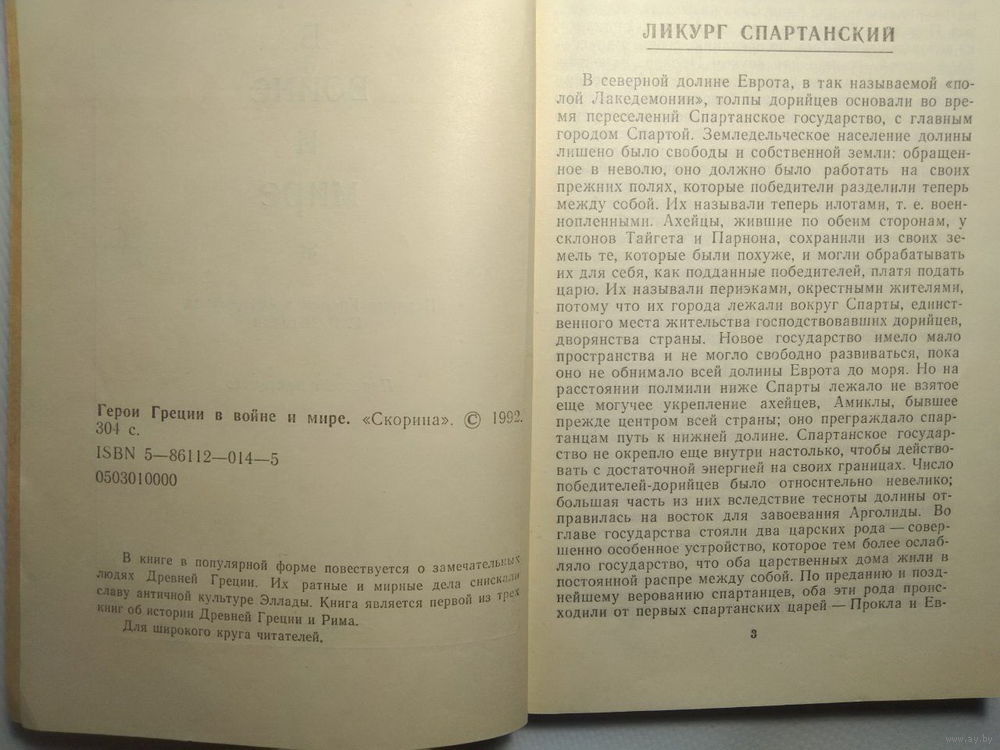 Герои Греции в войне и мире. «Скорина». © 1992.
304 с.
ISBN 5—86112—014—5
0503010000
В книге в популярной форме повествуется о замечательных
людях Древней Греции. Их ратные и мирные дела снискали
славу античной культуре Эллады. Книга является первой из трех
книг об истории Древней Греции и Рима.
Для широкого круга читателей.
ЛИКУРГ СПАРТАНСКИЙ
В северной долине Еврота, в так называемой «по-
лой Лакедемонии», толпы дорийцев основали во вре-
мя переселений Спартанское государство, с главным
городом Спартой. Земледельческое население долины
лишено было свободы и собственной земли: обращен-
ное в неволю, оно должно было работать на своих
прежних полях, которые победители разделили теперь
между собой. Их называли теперь илотами, т. е. воен-
нопленными. Ахейцы, жившие по обеим сторонам, у
склонов Тайгета и Парнона, сохранили из своих зе-
мель те, которые были похуже, и могли обрабатывать
их для себя, как подданные победителей, платя подать
царю. Их называли периэками, окрестными жителями,
потому что их города лежали вокруг Спарты, единст-
венного места жительства господствовавших дорийцев,
дворянства страны. Новое государство имело мало
пространства и не могло свободно развиваться, пока
оно не обнимало всей долины Еврота до моря. Но на
расстоянии полмили ниже Спарты лежало не взятое
еще могучее укрепление ахейцев, Амиклы, бывшее
прежде центром всей страны; оно преграждало спар-
танцам путь к нижней долине. Спартанское государ-
ство не окрепло еще внутри настолько, чтобы действо-
вать с достаточной энергией на своих границах. Число
победителей-дорийцев было относительно невелико;
большая часть из них вследствие тесноты долины от-
правилась на восток для завоевания Арголиды. Во
главе государства стояли два царских рода — совер-
шенно особенное устройство, которое тем более ослаб-
ляло государство, что оба царственных дома жили в
постоянной распре между собой. По преданию и позд-
нейшему верованию спартанцев, оба эти рода проис-
ходили от первых спартанских царей — Прокла и Ев-
3
www.ay.by